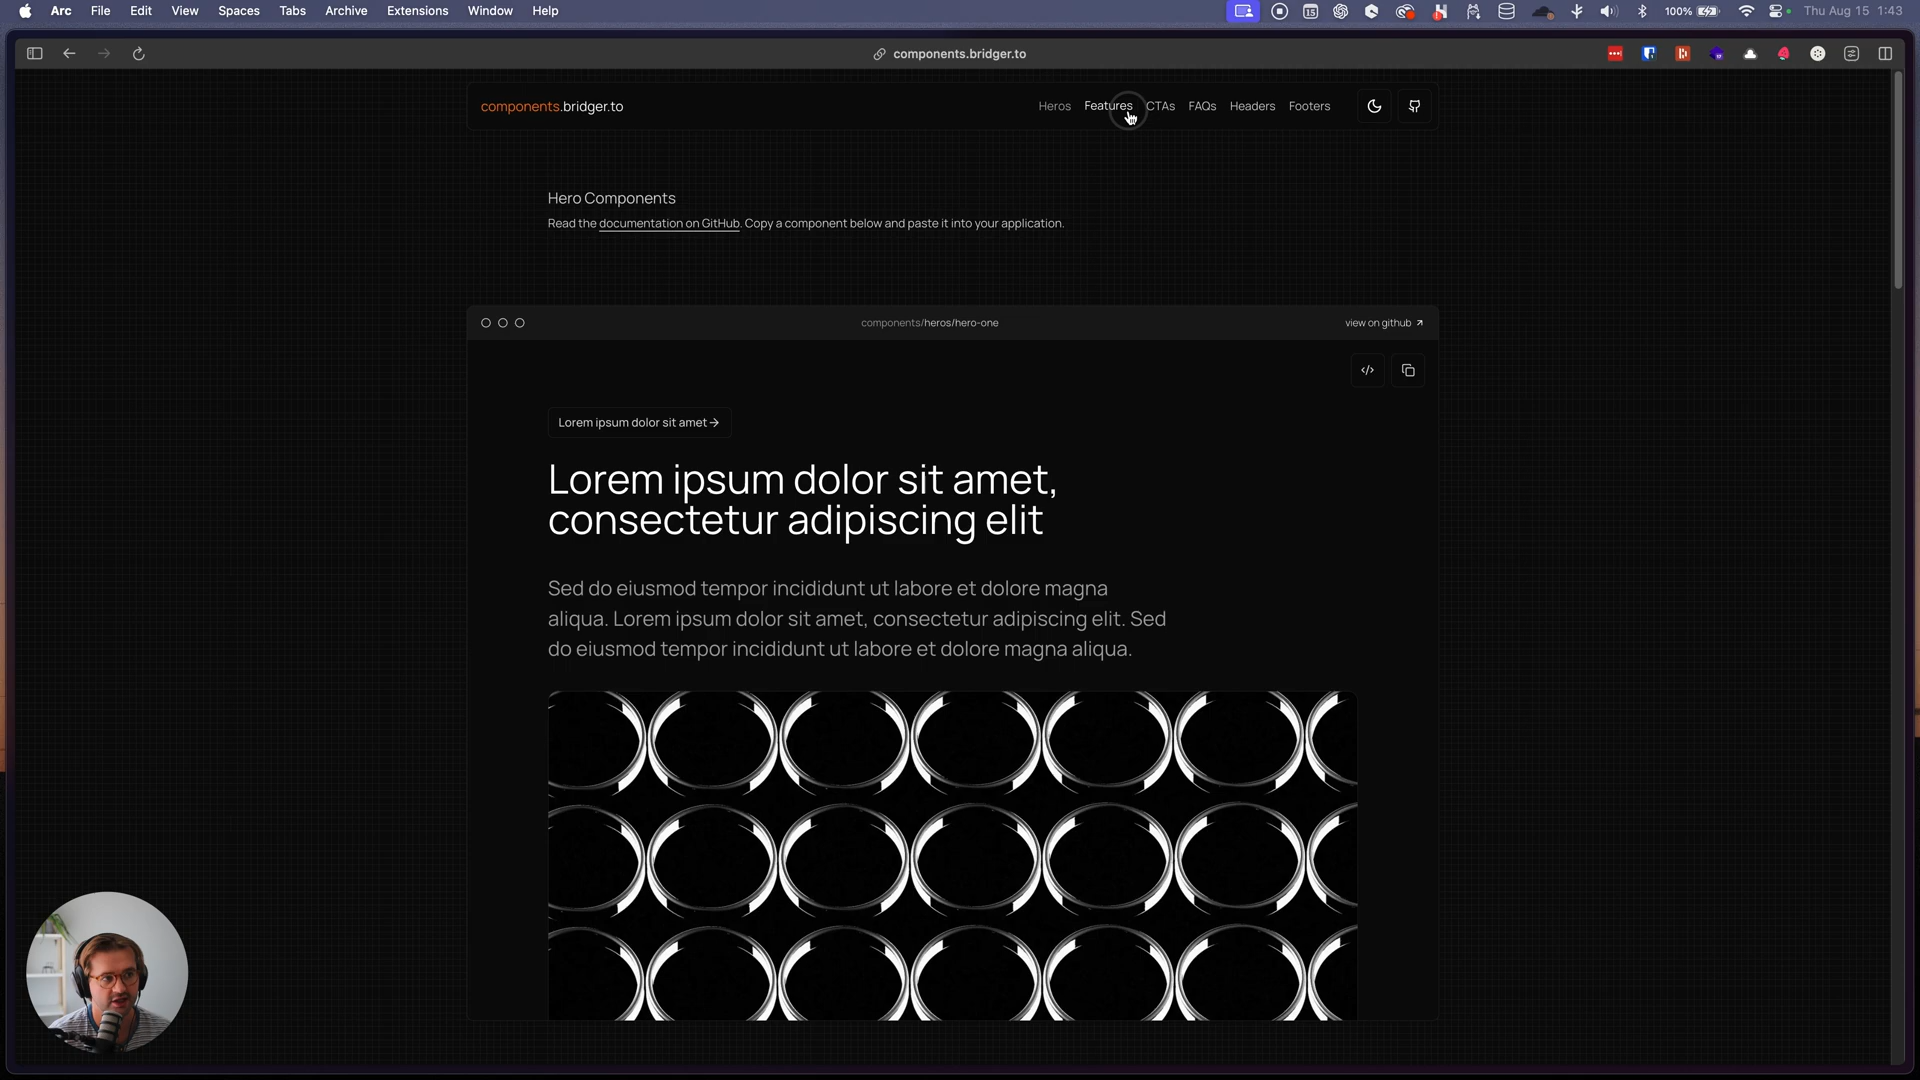 Arc File Edit View Spaces Tabs Archive Extensions Window Help 15 100% Thu Aug 15 1:43
components.bridger.to
components.bridger.to Heros Features CTAs FAQs Headers Footers
Hero Components
Read the documentation on GitHub. Copy a component below and paste it into your application.
components/heros/hero-one view on github ↗
Lorem ipsum dolor sit amet →
Lorem ipsum dolor sit amet,
consectetur adipiscing elit
Sed do eiusmod tempor incididunt ut labore et dolore magna
aliqua. Lorem ipsum dolor sit amet, consectetur adipiscing elit. Sed
do eiusmod tempor incididunt ut labore et dolore magna aliqua.